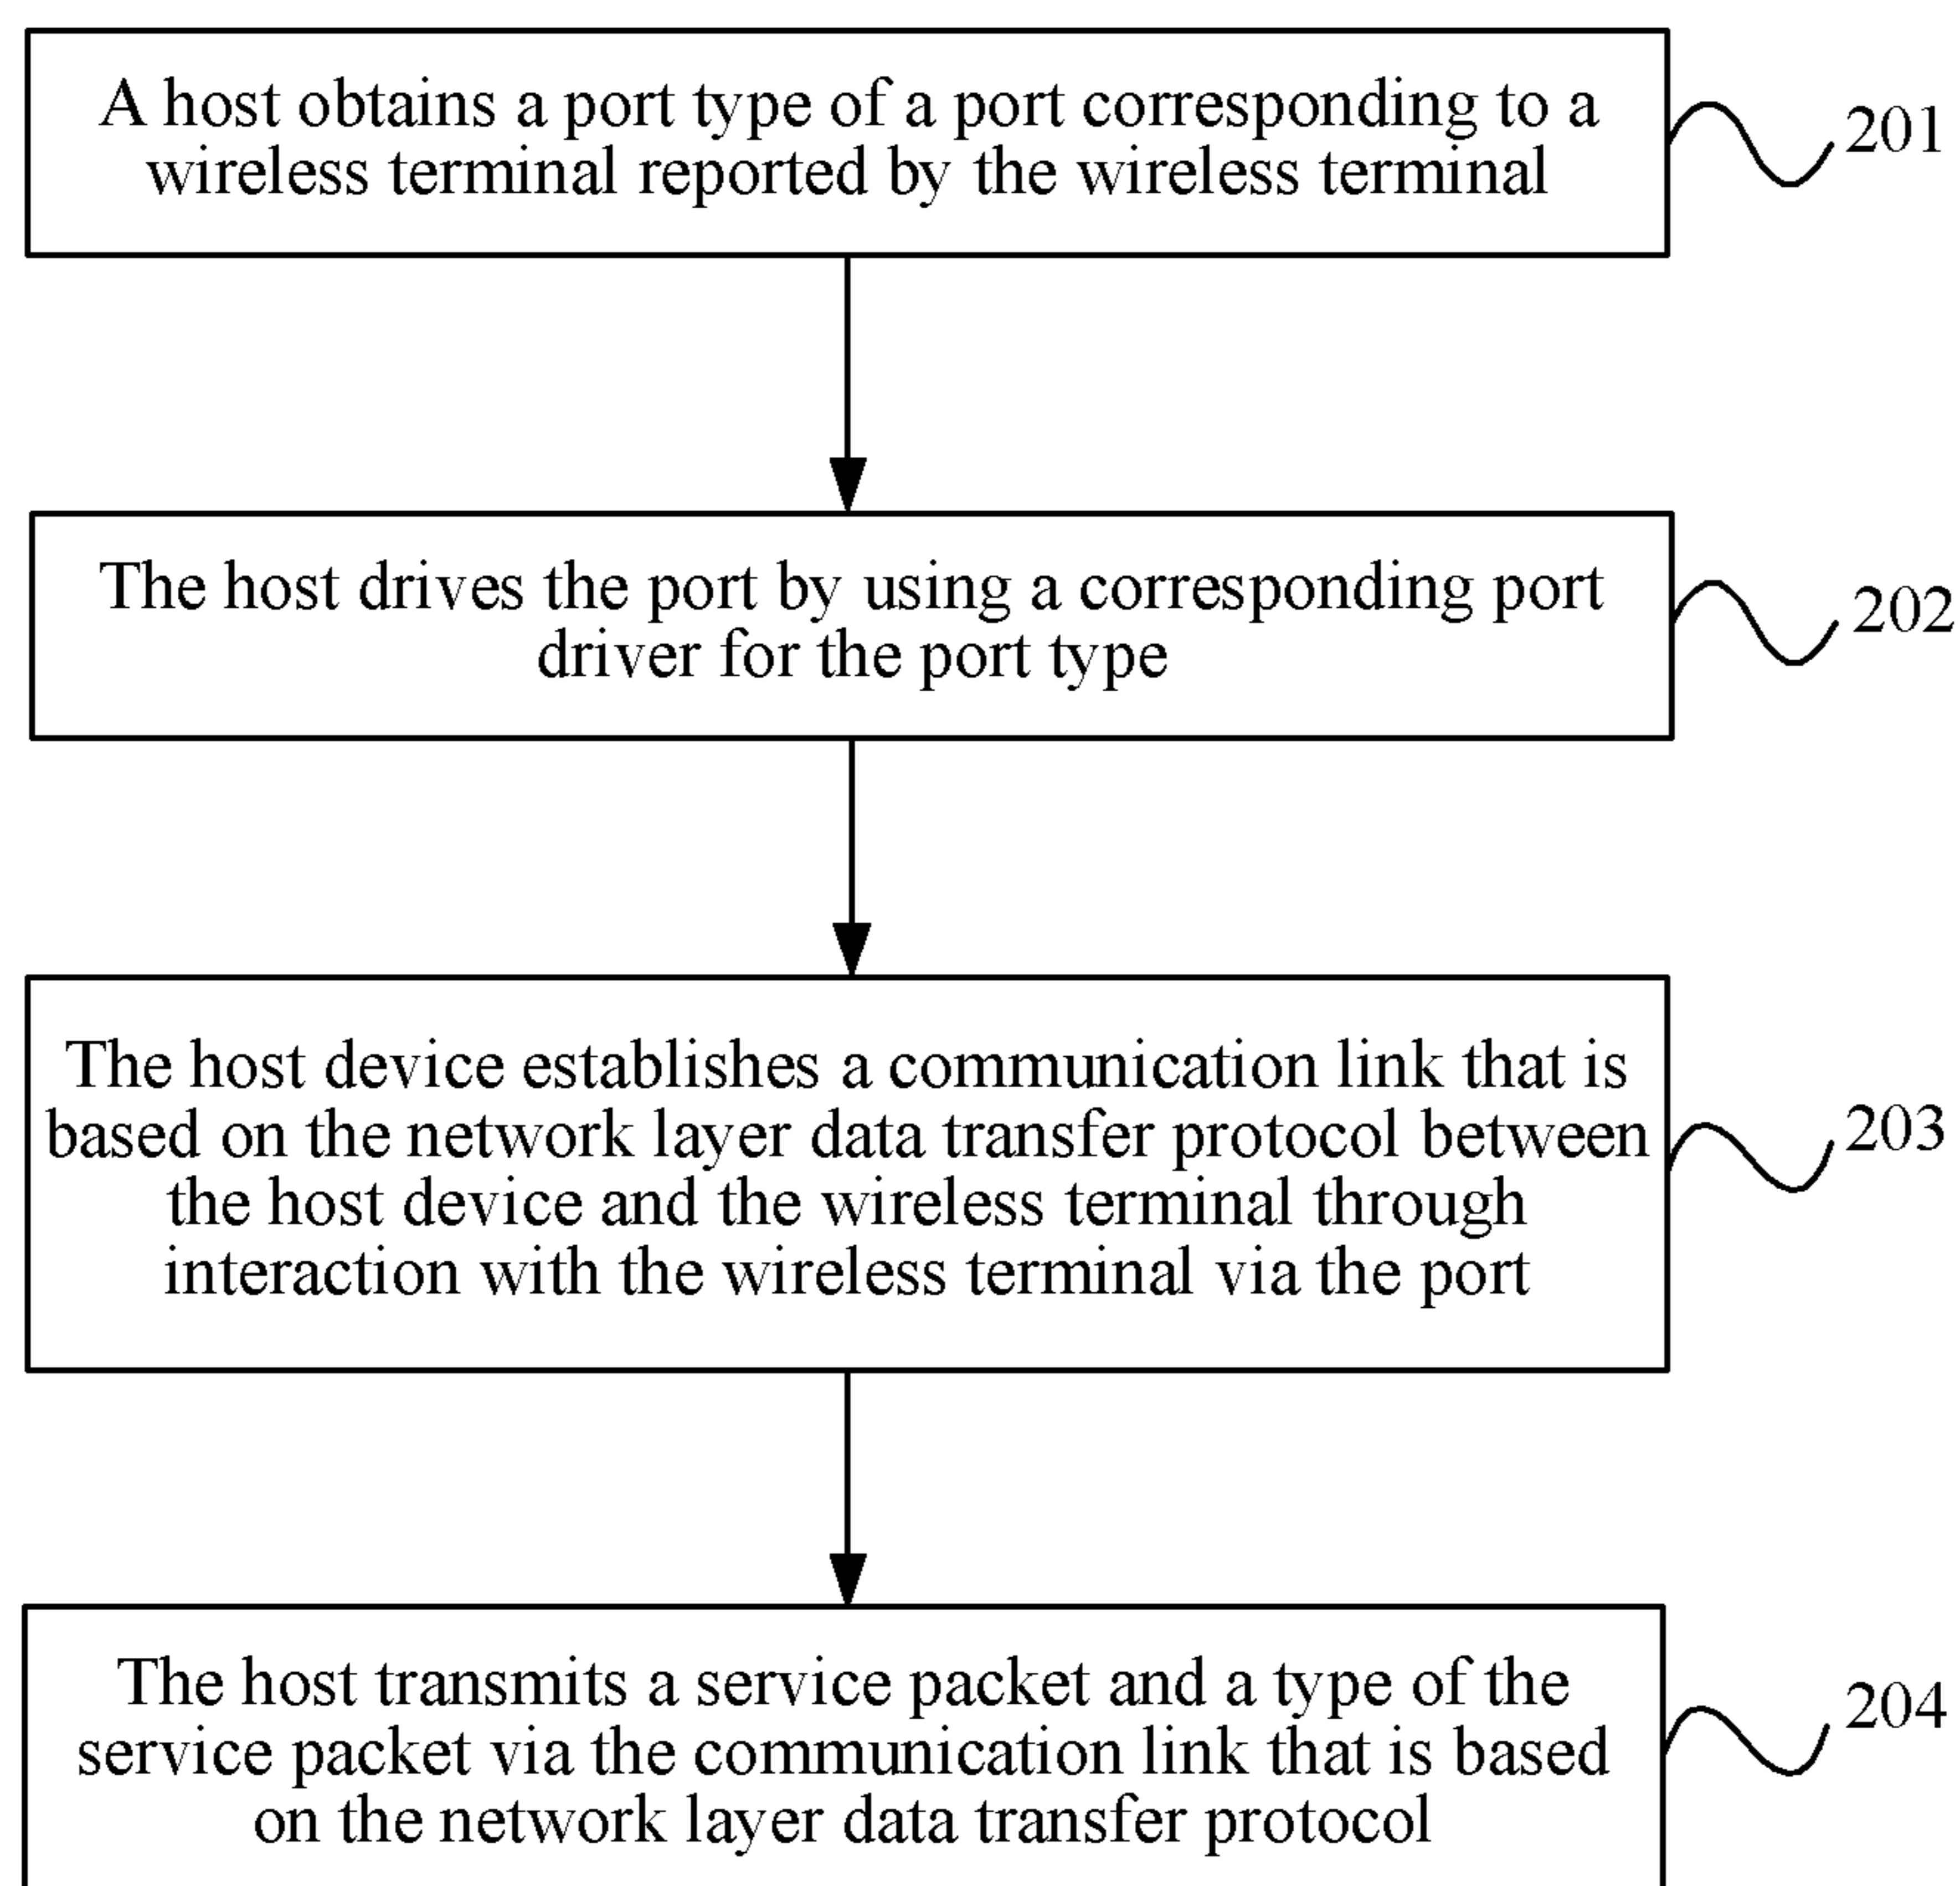 A host obtains a port type of a port corresponding to a
wireless terminal reported by the wireless terminal
201
The host drives the port by using a corresponding port
driver for the port type
202
The host device establishes a communication link that is
based on the network layer data transfer protocol between
the host device and the wireless terminal through
interaction with the wireless terminal via the port
203
The host transmits a service packet and a type of the
service packet via the communication link that is based
on the network layer data transfer protocol
204